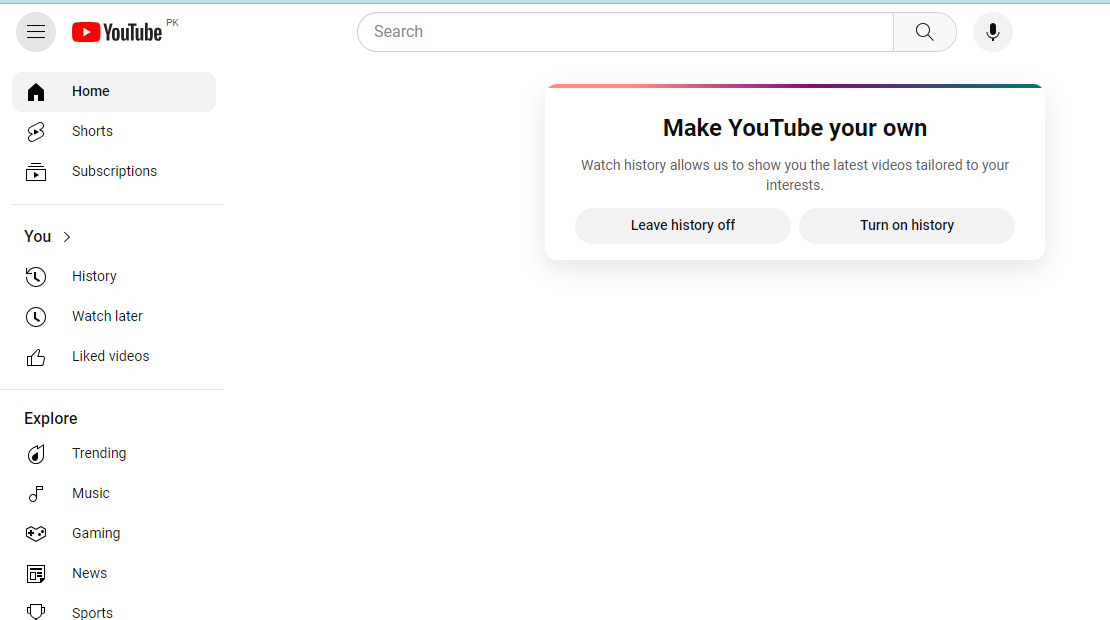 YouTube PK
Search
Home
Shorts
Subscriptions
You
History
Watch later
Liked videos
Explore
Trending
Music
Gaming
News
Sports
Make YouTube your own
Watch history allows us to show you the latest videos tailored to your
interests.
Leave history off
Turn on history